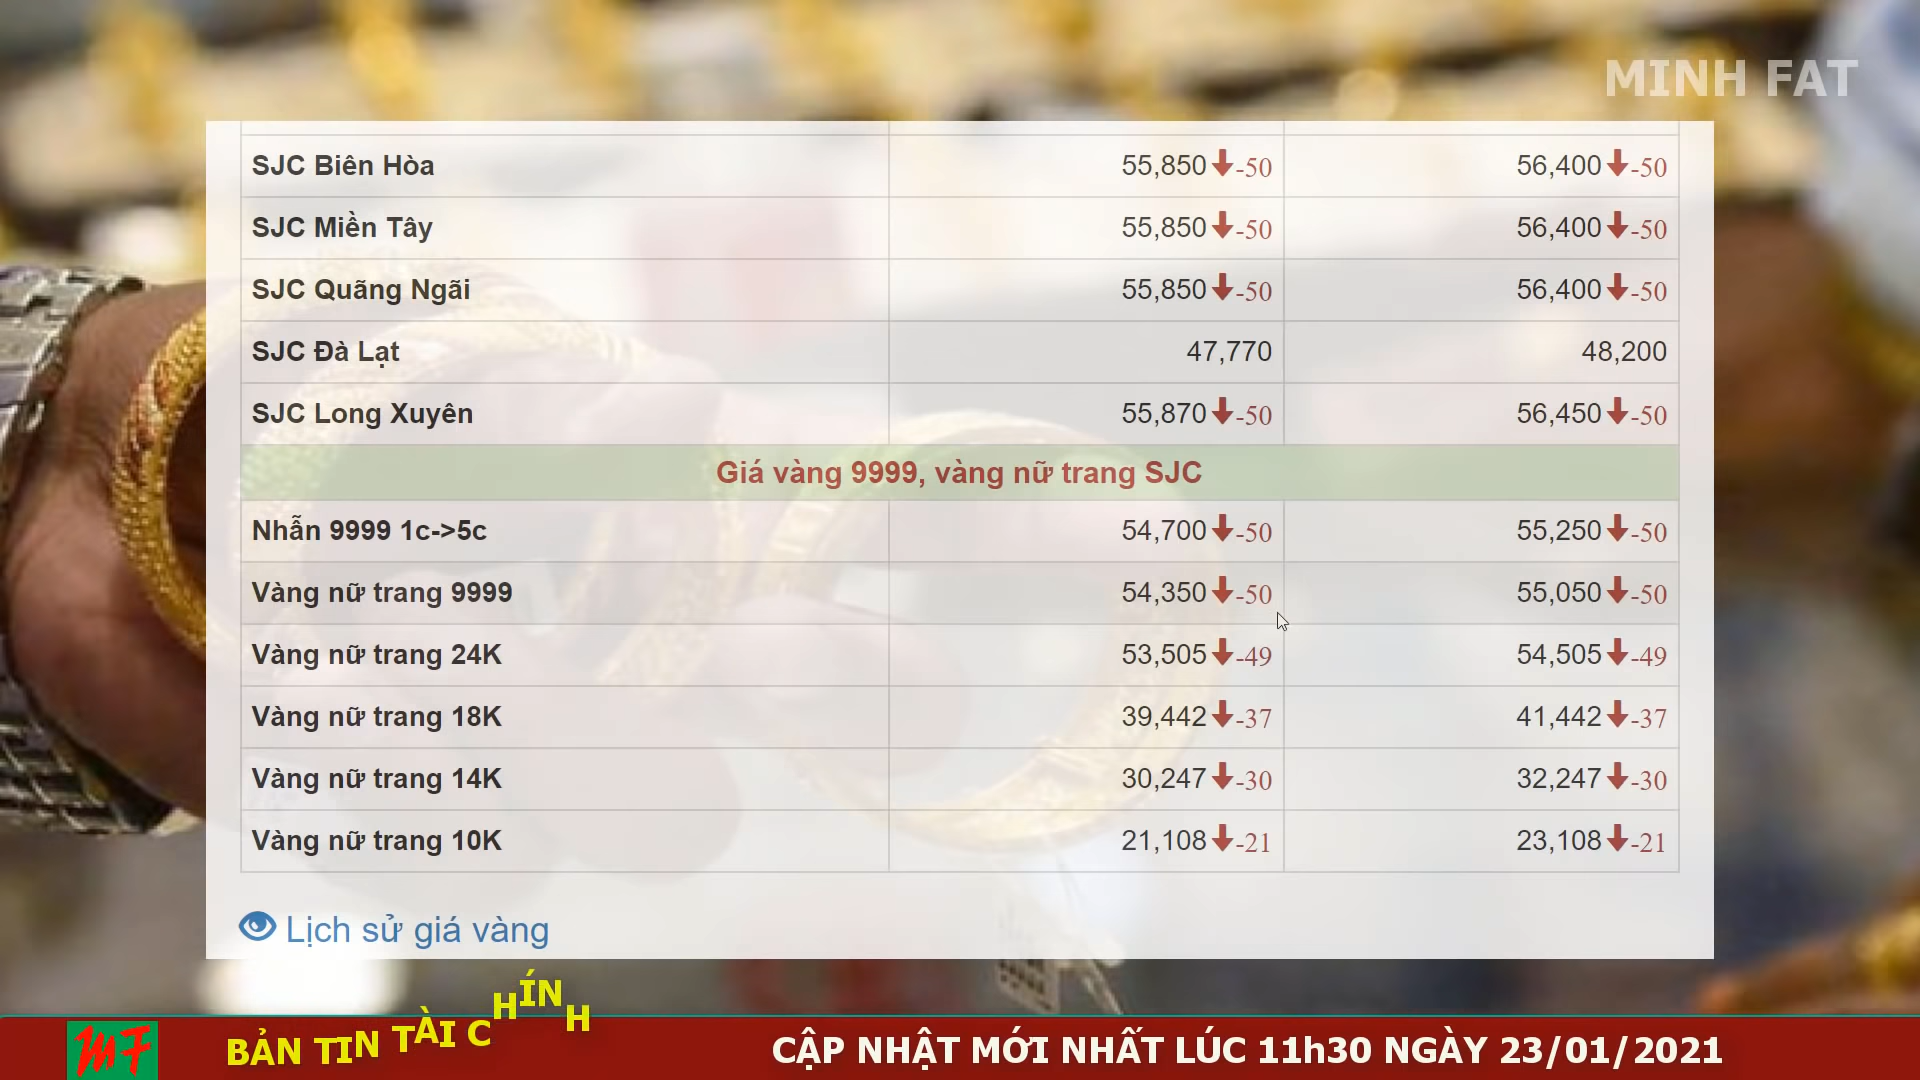 MINH FAT
SJC Biên Hòa 55,850 -50 56,400 -50
SJC Miền Tây 55,850 -50 56,400 -50
SJC Quãng Ngãi 55,850 -50 56,400 -50
SJC Đà Lạt 47,770 48,200
SJC Long Xuyên 55,870 -50 56,450 -50
Giá vàng 9999, vàng nữ trang SJC
Nhẫn 9999 1c->5c 54,700 -50 55,250 -50
Vàng nữ trang 9999 54,350 -50 55,050 -50
Vàng nữ trang 24K 53,505 -49 54,505 -49
Vàng nữ trang 18K 39,442 -37 41,442 -37
Vàng nữ trang 14K 30,247 -30 32,247 -30
Vàng nữ trang 10K 21,108 -21 23,108 -21
Lịch sử giá vàng
MF BẢN TIN TÀI CHÍNH CẬP NHẬT MỚI NHẤT LÚC 11h30 NGÀY 23/01/2021